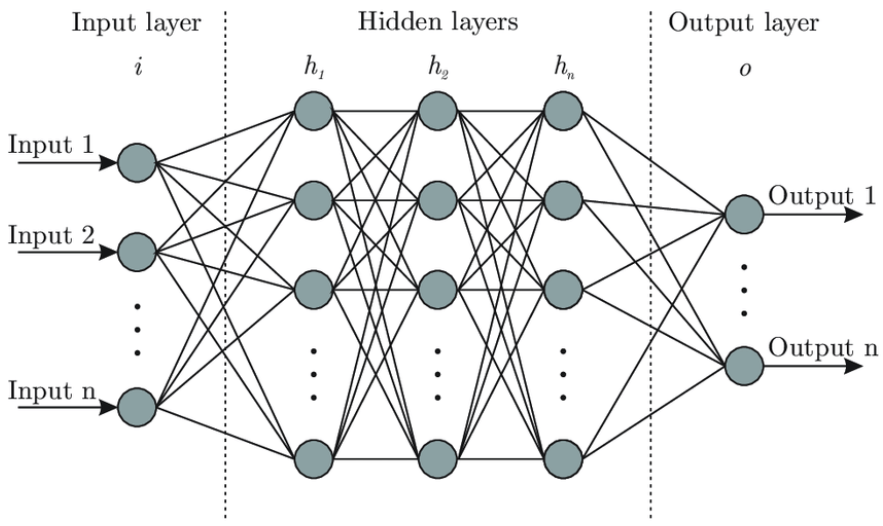 Input layer
Hidden layers
Output layer
i
h₁
h₂
hₙ
o
Input 1
Input 2
Input n
Output 1
Output n